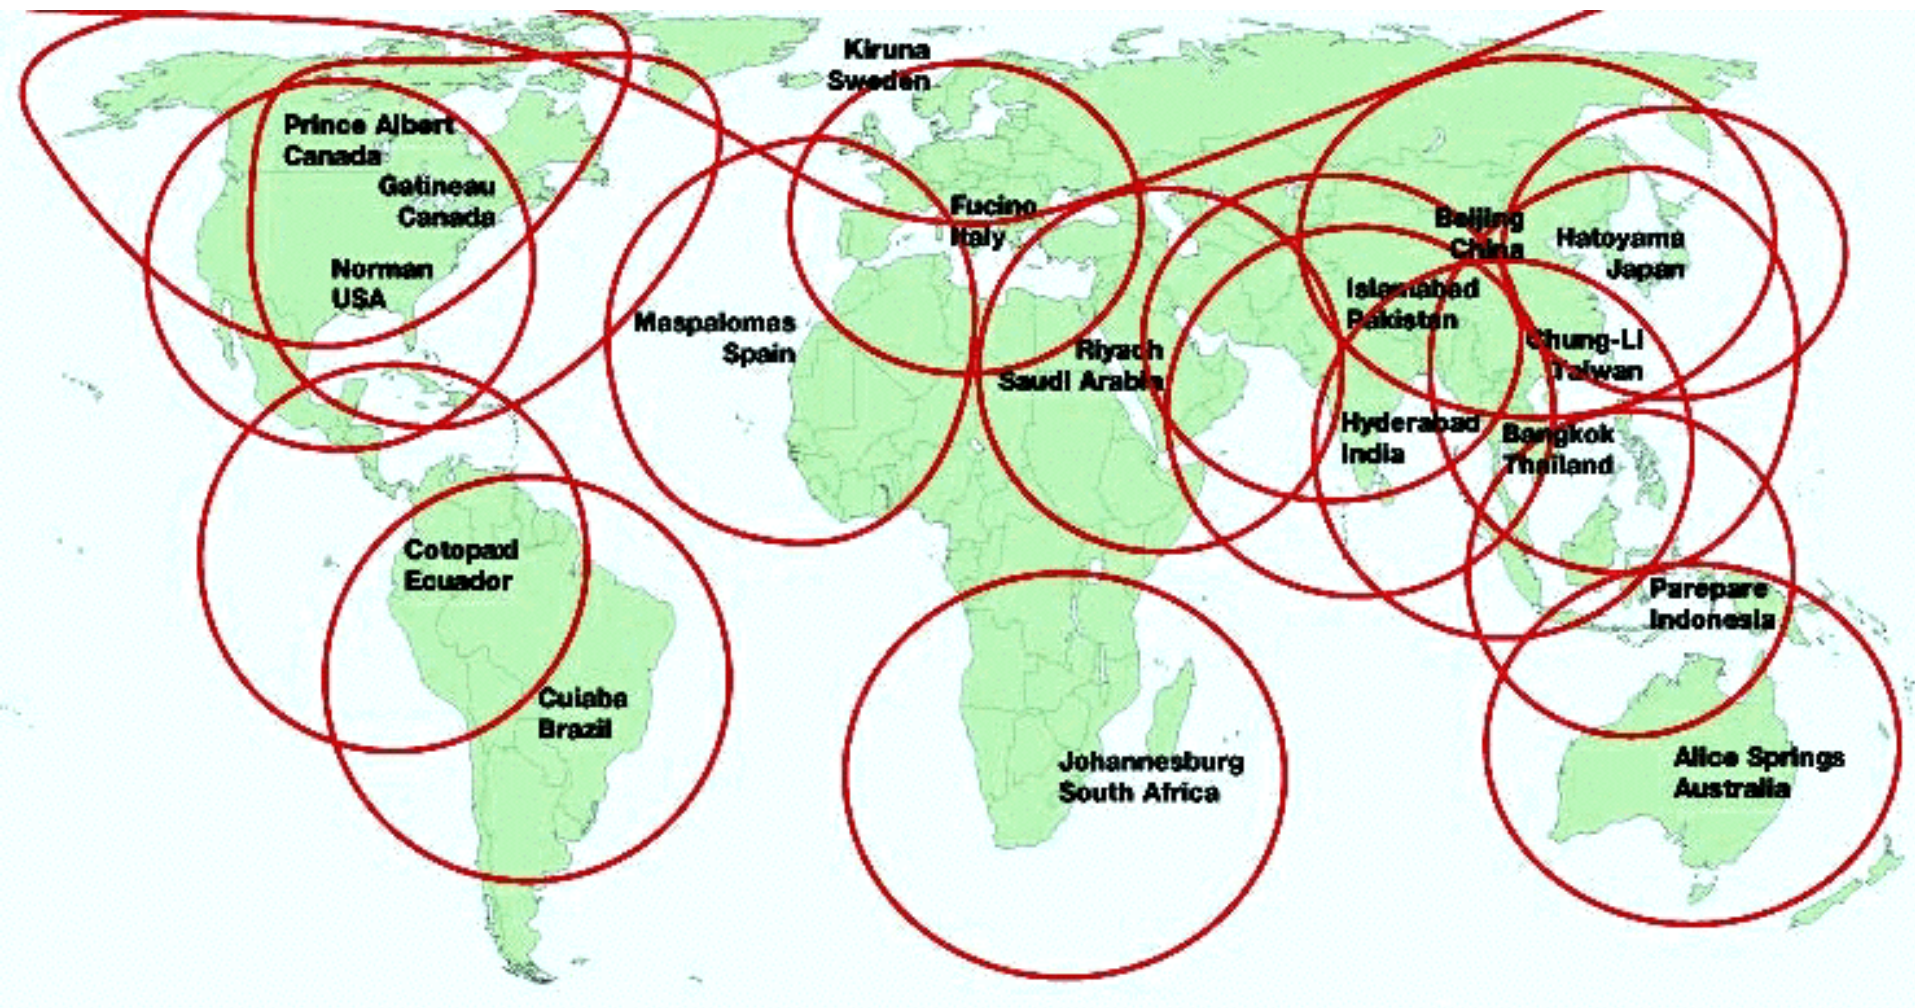 Kiruna
Sweden
Prince Albert
Canada
Gatineau
Canada
Norman
USA
Fucino
Italy
Beijing
China
Hatoyama
Japan
Islamabad
Pakistan
Maspalomas
Spain
Riyadh
Saudi Arabia
Chung-Li
Taiwan
Hyderabad
India
Bangkok
Thailand
Cotopaxi
Ecuador
Parepare
Indonesia
Cuiaba
Brazil
Johannesburg
South Africa
Alice Springs
Australia